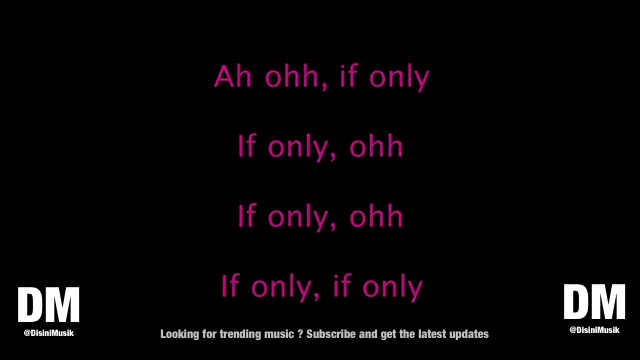 Ah ohh, if only
If only, ohh
If only, ohh
If only, if only
DM
@DisiniMusik
DM
@DisiniMusik
Looking for trending music ? Subscribe and get the latest updates